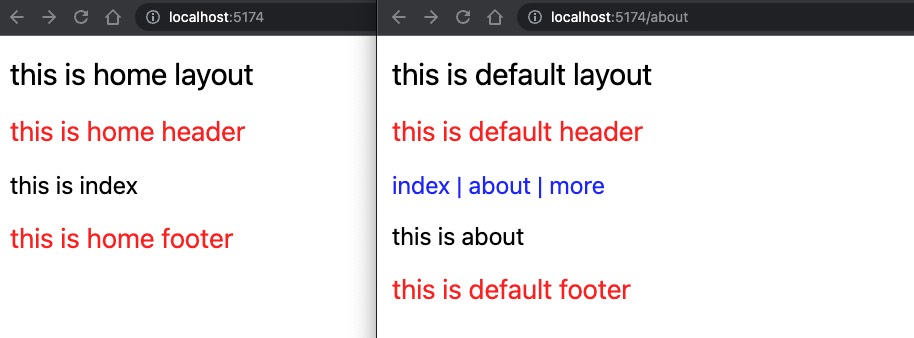 localhost:5174
this is home layout
this is home header
this is index
this is home footer
localhost:5174/about
this is default layout
this is default header
index | about | more
this is about
this is default footer